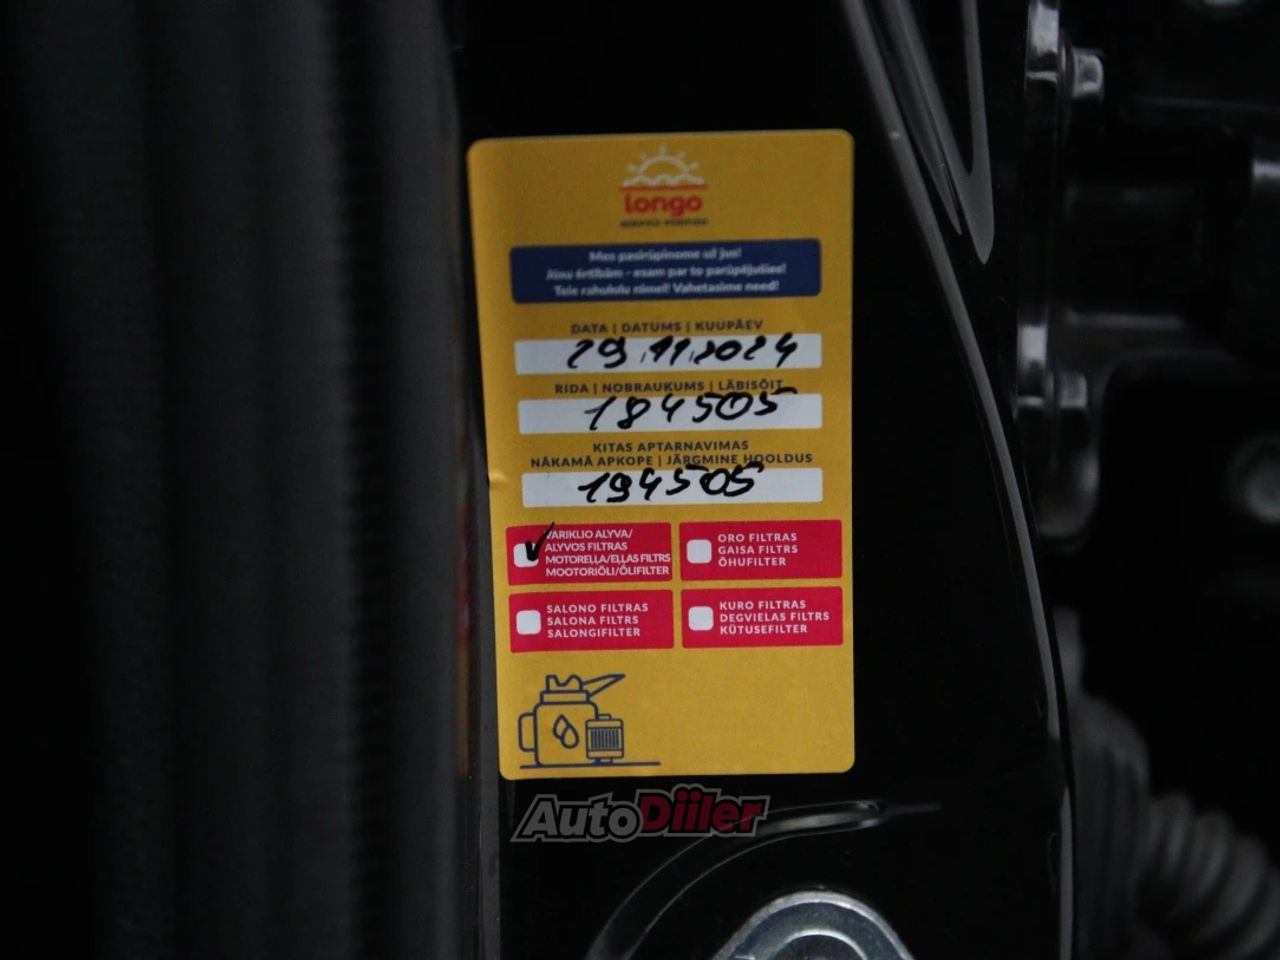 longo
Mes pasirūpinome už jus!
Jūsu ērtībām - esam par to parūpējušies!
Teie rahulolu nimel! Vahetasime need!
DATA | DATUMS | KUUPÄEV
29.11.2024
RIDA | NOBRAUKUMS | LÄBISÕIT
184505
KITAS APTARNAVIMAS
NĀKAMĀ APKOPE | JÄRGMINE HOOLDUS
194505
VARIKLIO ALYVA/
ALYVOS FILTRAS
MOTOREĻĻA/EĻĻAS FILTRS
MOOTORIÕLI/ÕLIFILTER
ORO FILTRAS
GAISA FILTRS
ÕHUFILTER
SALONO FILTRAS
SALONA FILTRS
SALONGIFILTER
KURO FILTRAS
DEGVIELAS FILTRS
KÜTUSEFILTER
AutoDiiler